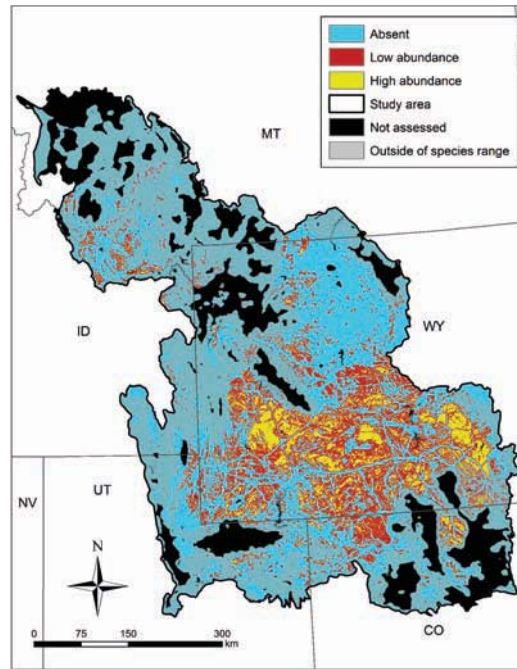 Absent
Low abundance
High abundance
Study area
Not assessed
Outside of species range
MT
ID
WY
NV
UT
N
CO
0 75 150 300
km